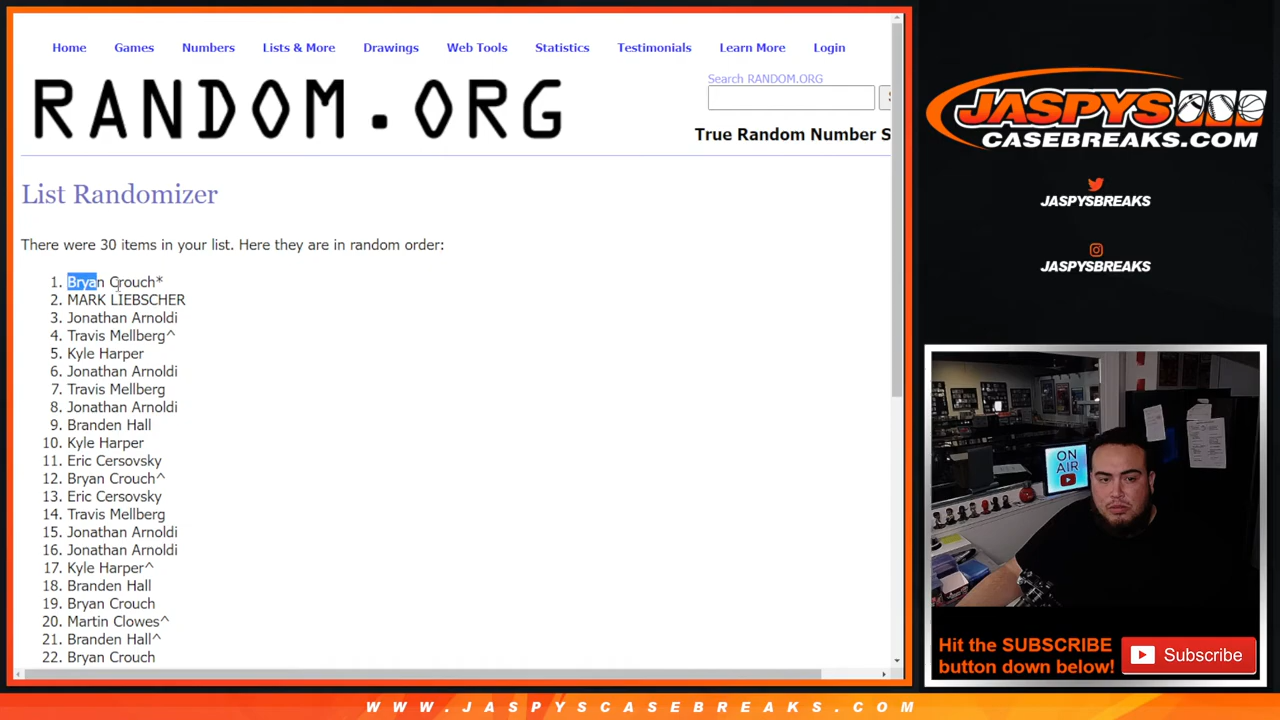 Home Games Numbers Lists & More Drawings Web Tools Statistics Testimonials Learn More Login
Search RANDOM.ORG
RANDOM.ORG
True Random Number S
List Randomizer
There were 30 items in your list. Here they are in random order:
1. Bryan Crouch*
2. MARK LIEBSCHER
3. Jonathan Arnoldi
4. Travis Mellberg^
5. Kyle Harper
6. Jonathan Arnoldi
7. Travis Mellberg
8. Jonathan Arnoldi
9. Branden Hall
10. Kyle Harper
11. Eric Cersovsky
12. Bryan Crouch^
13. Eric Cersovsky
14. Travis Mellberg
15. Jonathan Arnoldi
16. Jonathan Arnoldi
17. Kyle Harper^
18. Branden Hall
19. Bryan Crouch
20. Martin Clowes^
21. Branden Hall^
22. Bryan Crouch
JASPYS
CASEBREAKS.COM
JASPYSBREAKS
JASPYSBREAKS
ON
AIR
Hit the SUBSCRIBE
button down below!
Subscribe
WWW.JASPYSCASEBREAKS.COM